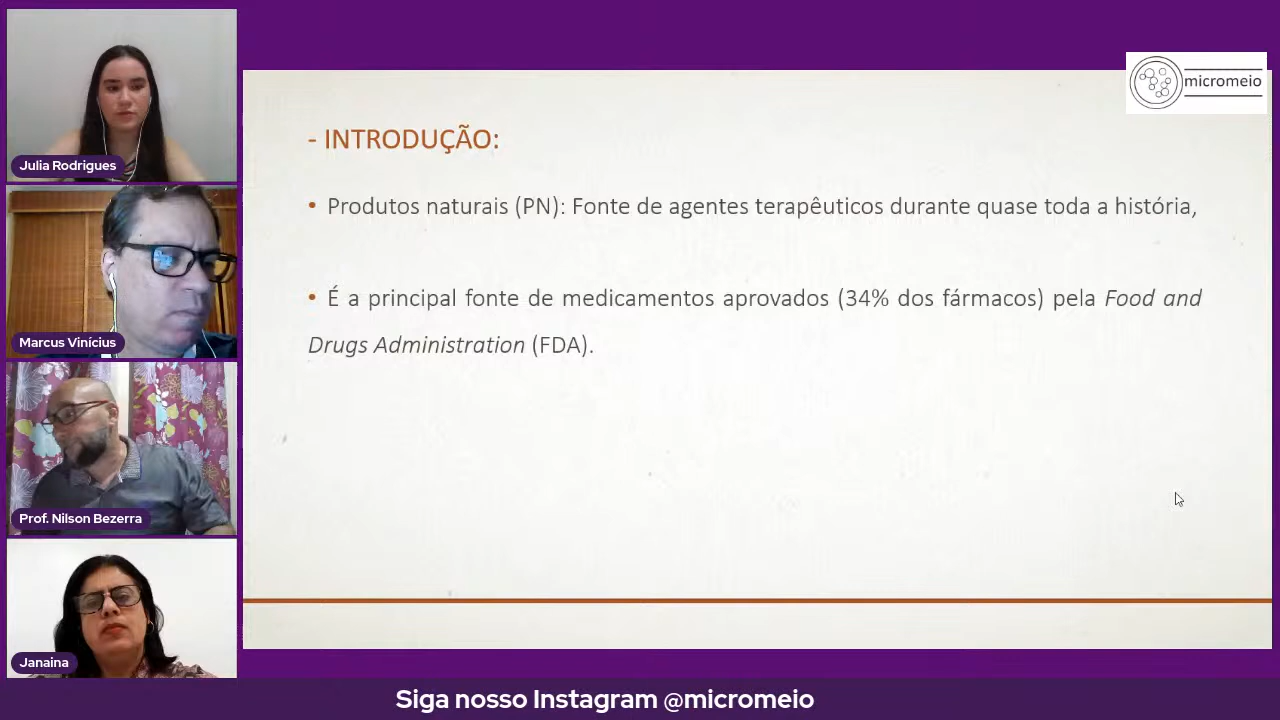 Julia Rodrigues
Marcus Vinícius
Prof. Nilson Bezerra
Janaina
micromeio
- INTRODUÇÃO:
• Produtos naturais (PN): Fonte de agentes terapêuticos durante quase toda a história,
• É a principal fonte de medicamentos aprovados (34% dos fármacos) pela Food and
Drugs Administration (FDA).
Siga nosso Instagram @micromeio